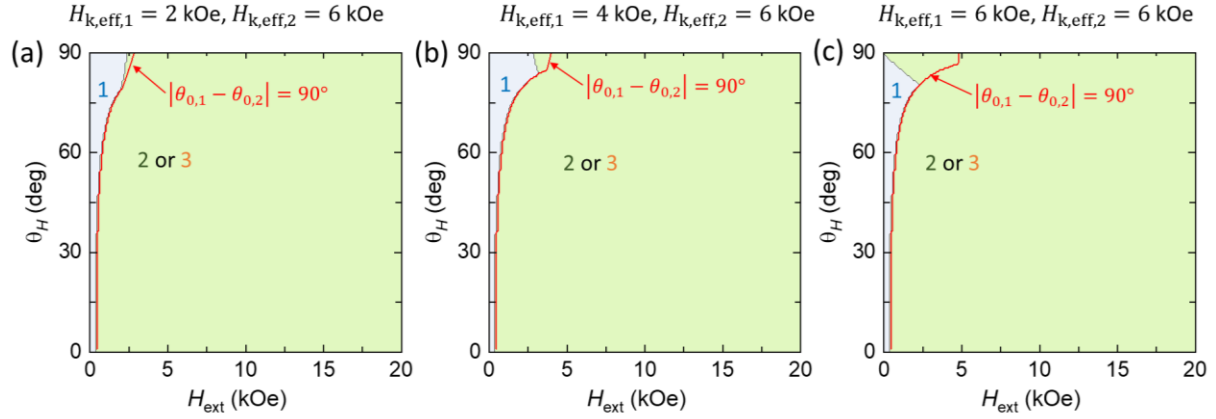 H_k,eff,1 = 2 kOe, H_k,eff,2 = 6 kOe
(a)
90
60
30
0
θ_H (deg)
1
|θ_0,1 − θ_0,2| = 90°
2 or 3
0 5 10 15 20
H_ext (kOe)
H_k,eff,1 = 4 kOe, H_k,eff,2 = 6 kOe
(b)
90
60
30
0
θ_H (deg)
1
|θ_0,1 − θ_0,2| = 90°
2 or 3
0 5 10 15 20
H_ext (kOe)
H_k,eff,1 = 6 kOe, H_k,eff,2 = 6 kOe
(c)
90
60
30
0
θ_H (deg)
1
|θ_0,1 − θ_0,2| = 90°
2 or 3
0 5 10 15 20
H_ext (kOe)